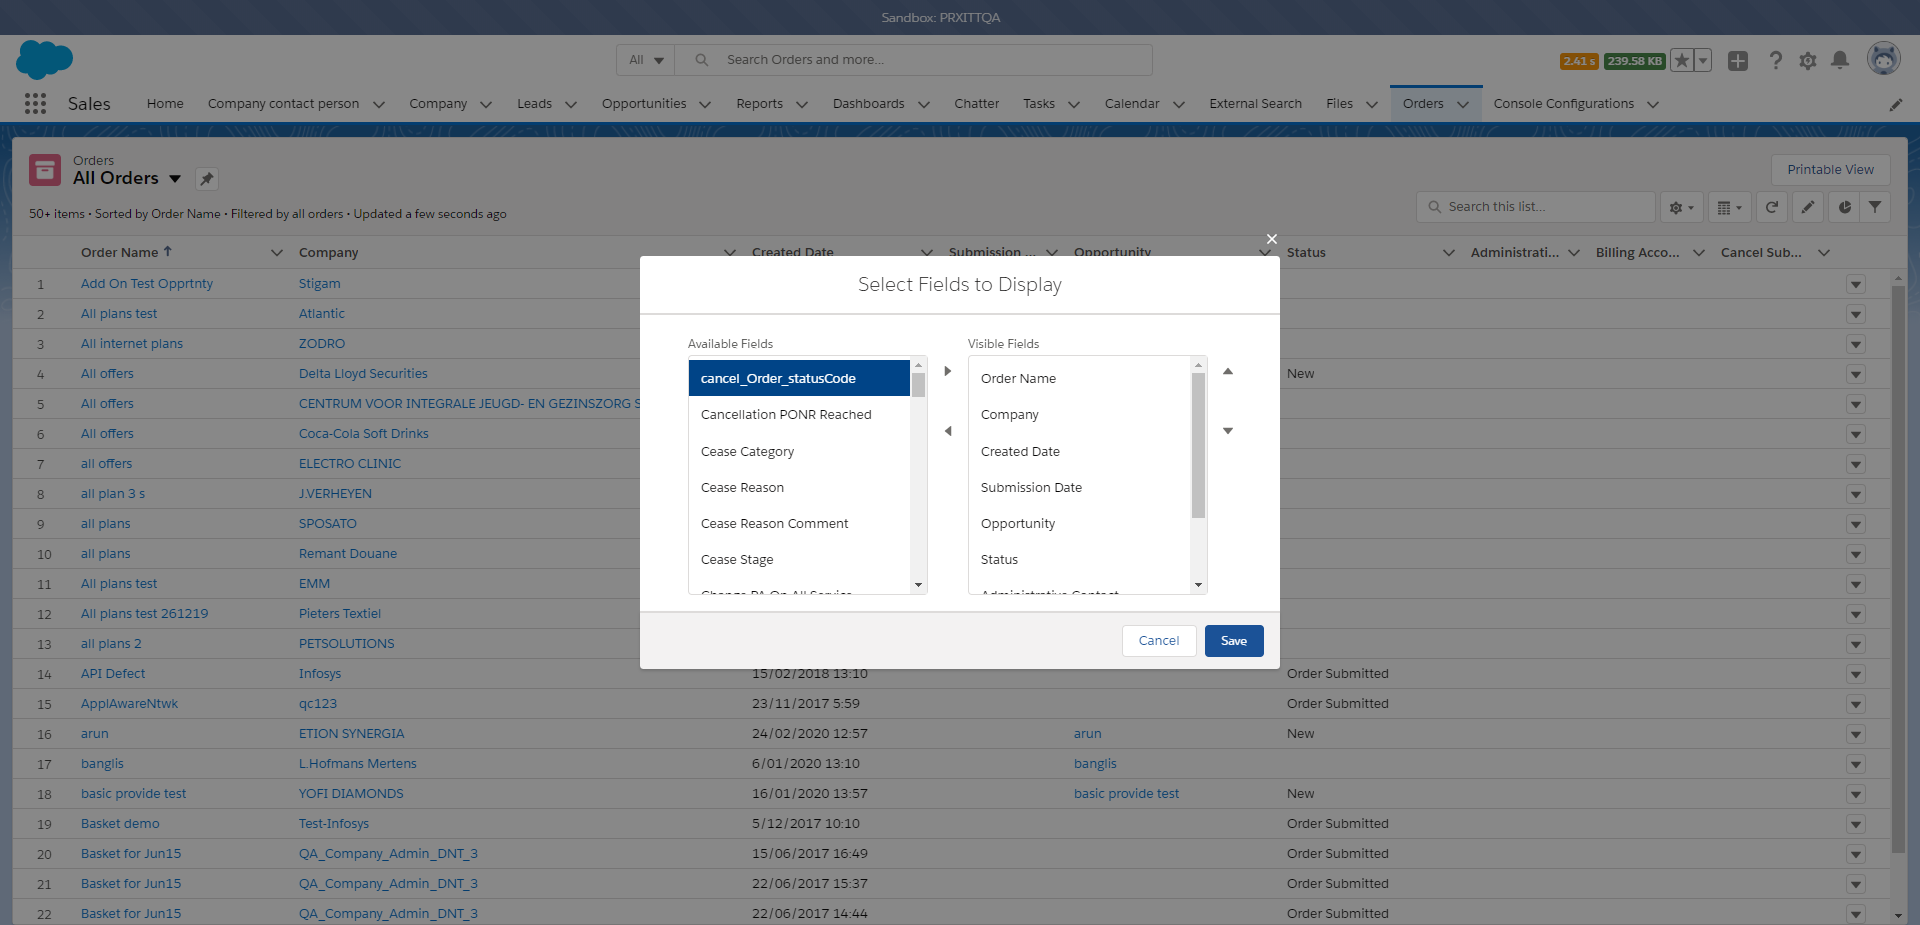 Sandbox: PRXITTQA
All
Search Orders and more...
2.41 s
239.58 KB
Sales
Home
Company contact person
Company
Leads
Opportunities
Reports
Dashboards
Chatter
Tasks
Calendar
External Search
Files
Orders
Console Configurations
Orders
All Orders
Printable View
50+ items • Sorted by Order Name • Filtered by all orders • Updated a few seconds ago
Search this list...
Order Name
Company
Created Date
Submission ...
Opportunity
Status
Administrati...
Billing Acco...
Cancel Sub...
1 Add On Test Opprtnty Stigam
2 All plans test Atlantic
3 All internet plans ZODRO
4 All offers Delta Lloyd Securities New
5 All offers CENTRUM VOOR INTEGRALE JEUGD- EN GEZINSZORG S
6 All offers Coca-Cola Soft Drinks
7 all offers ELECTRO CLINIC
8 all plan 3 s J.VERHEYEN
9 all plans SPOSATO
10 all plans Remant Douane
11 All plans test EMM
12 All plans test 261219 Pieters Textiel
13 all plans 2 PETSOLUTIONS
14 API Defect Infosys 15/02/2018 13:10 Order Submitted
15 ApplAwareNtwk qc123 23/11/2017 5:59 Order Submitted
16 arun ETION SYNERGIA 24/02/2020 12:57 arun New
17 banglis L.Hofmans Mertens 6/01/2020 13:10 banglis
18 basic provide test YOFI DIAMONDS 16/01/2020 13:57 basic provide test New
19 Basket demo Test-Infosys 5/12/2017 10:10 Order Submitted
20 Basket for Jun15 QA_Company_Admin_DNT_3 15/06/2017 16:49 Order Submitted
21 Basket for Jun15 QA_Company_Admin_DNT_3 22/06/2017 15:37 Order Submitted
22 Basket for Jun15 QA_Company_Admin_DNT_3 22/06/2017 14:44 Order Submitted
Select Fields to Display
Available Fields
cancel_Order_statusCode
Cancellation PONR Reached
Cease Category
Cease Reason
Cease Reason Comment
Cease Stage
Change BA On All Service
Visible Fields
Order Name
Company
Created Date
Submission Date
Opportunity
Status
Administrative Contact
Cancel
Save